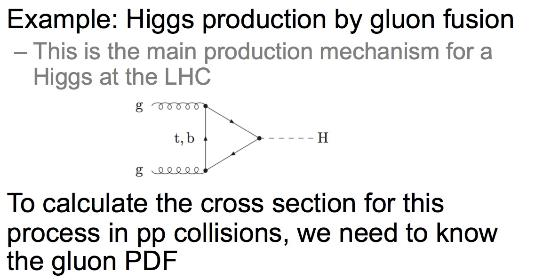 Example: Higgs production by gluon fusion
– This is the main production mechanism for a
Higgs at the LHC
g
t, b
H
g
To calculate the cross section for this
process in pp collisions, we need to know
the gluon PDF